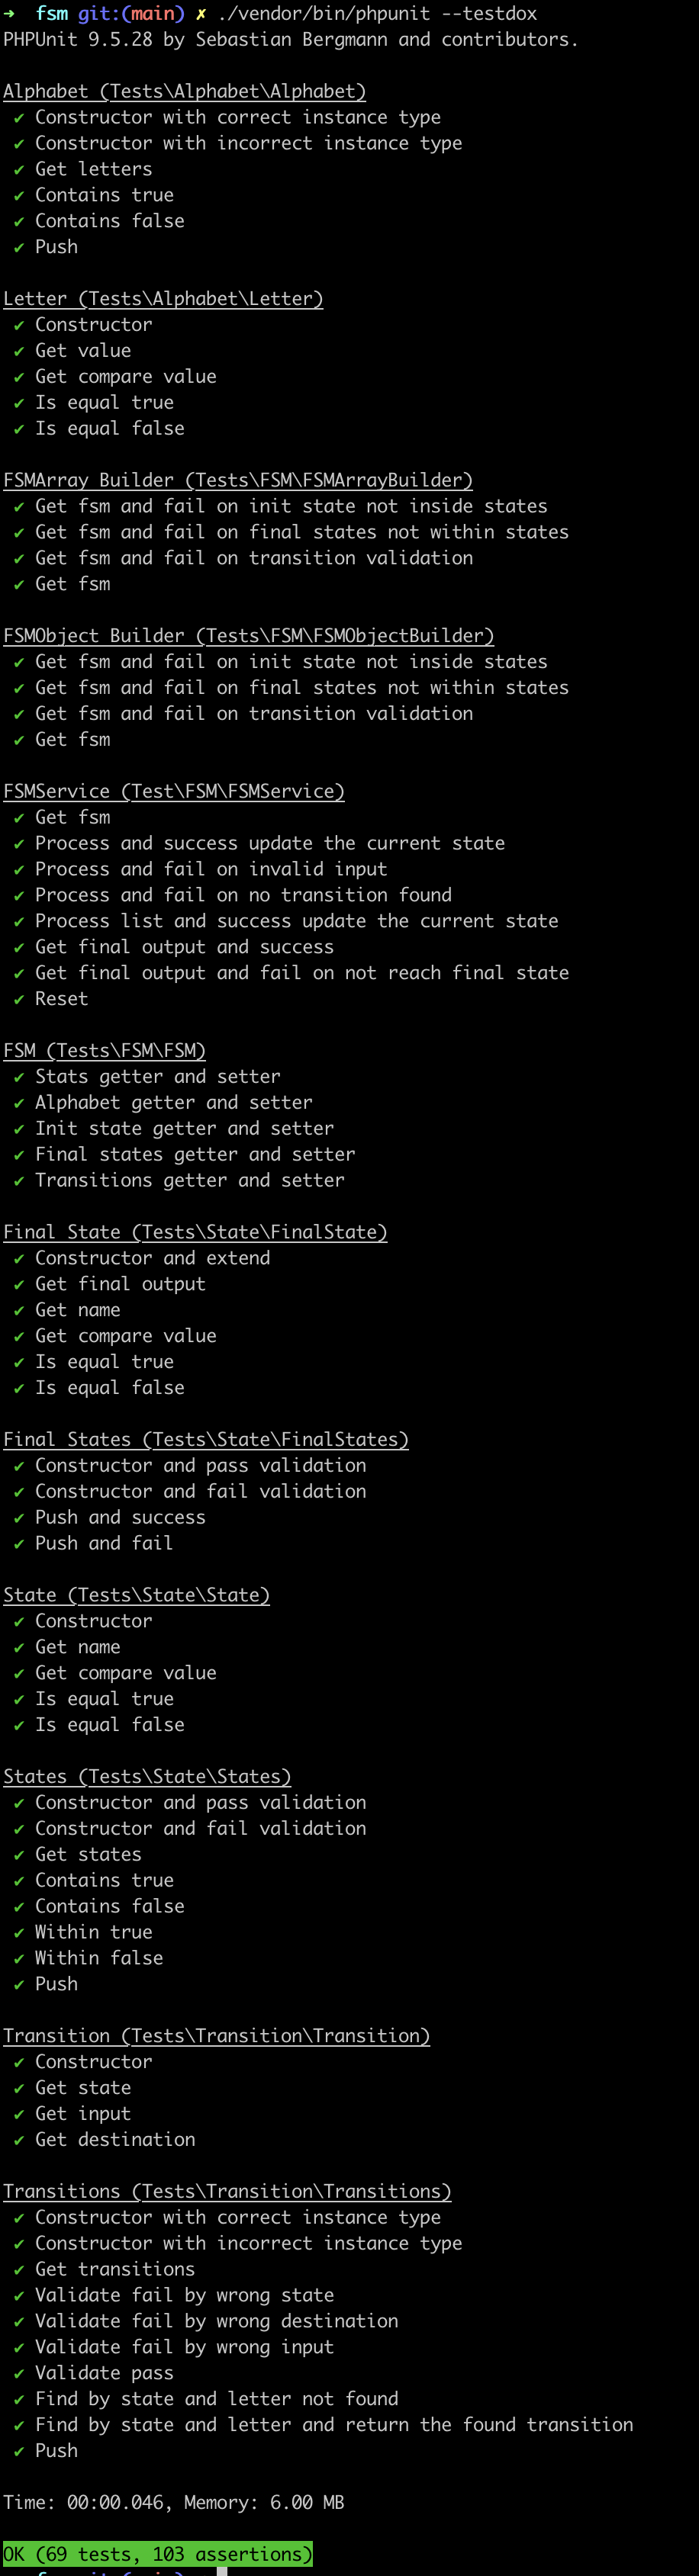 ➜ fsm git:(main) ✗ ./vendor/bin/phpunit --testdox
PHPUnit 9.5.28 by Sebastian Bergmann and contributors.
Alphabet (Tests\Alphabet\Alphabet)
✔ Constructor with correct instance type
✔ Constructor with incorrect instance type
✔ Get letters
✔ Contains true
✔ Contains false
✔ Push
Letter (Tests\Alphabet\Letter)
✔ Constructor
✔ Get value
✔ Get compare value
✔ Is equal true
✔ Is equal false
FSMArray Builder (Tests\FSM\FSMArrayBuilder)
✔ Get fsm and fail on init state not inside states
✔ Get fsm and fail on final states not within states
✔ Get fsm and fail on transition validation
✔ Get fsm
FSMObject Builder (Tests\FSM\FSMObjectBuilder)
✔ Get fsm and fail on init state not inside states
✔ Get fsm and fail on final states not within states
✔ Get fsm and fail on transition validation
✔ Get fsm
FSMService (Test\FSM\FSMService)
✔ Get fsm
✔ Process and success update the current state
✔ Process and fail on invalid input
✔ Process and fail on no transition found
✔ Process list and success update the current state
✔ Get final output and success
✔ Get final output and fail on not reach final state
✔ Reset
FSM (Tests\FSM\FSM)
✔ Stats getter and setter
✔ Alphabet getter and setter
✔ Init state getter and setter
✔ Final states getter and setter
✔ Transitions getter and setter
Final State (Tests\State\FinalState)
✔ Constructor and extend
✔ Get final output
✔ Get name
✔ Get compare value
✔ Is equal true
✔ Is equal false
Final States (Tests\State\FinalStates)
✔ Constructor and pass validation
✔ Constructor and fail validation
✔ Push and success
✔ Push and fail
State (Tests\State\State)
✔ Constructor
✔ Get name
✔ Get compare value
✔ Is equal true
✔ Is equal false
States (Tests\State\States)
✔ Constructor and pass validation
✔ Constructor and fail validation
✔ Get states
✔ Contains true
✔ Contains false
✔ Within true
✔ Within false
✔ Push
Transition (Tests\Transition\Transition)
✔ Constructor
✔ Get state
✔ Get input
✔ Get destination
Transitions (Tests\Transition\Transitions)
✔ Constructor with correct instance type
✔ Constructor with incorrect instance type
✔ Get transitions
✔ Validate fail by wrong state
✔ Validate fail by wrong destination
✔ Validate fail by wrong input
✔ Validate pass
✔ Find by state and letter not found
✔ Find by state and letter and return the found transition
✔ Push
Time: 00:00.046, Memory: 6.00 MB
OK (69 tests, 103 assertions)